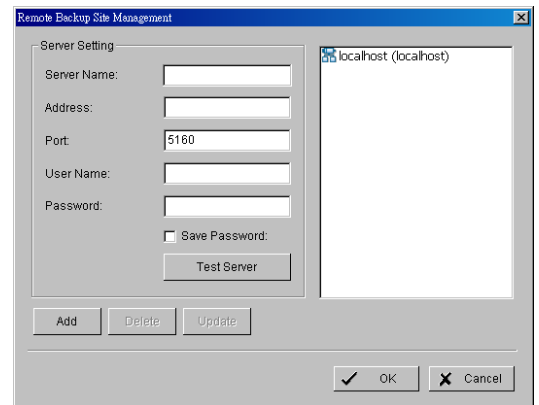 Remote Backup Site Management
Server Setting
Server Name:
Address:
Port: 5160
User Name:
Password:
Save Password:
Test Server
localhost (localhost)
Add Delete Update
OK Cancel